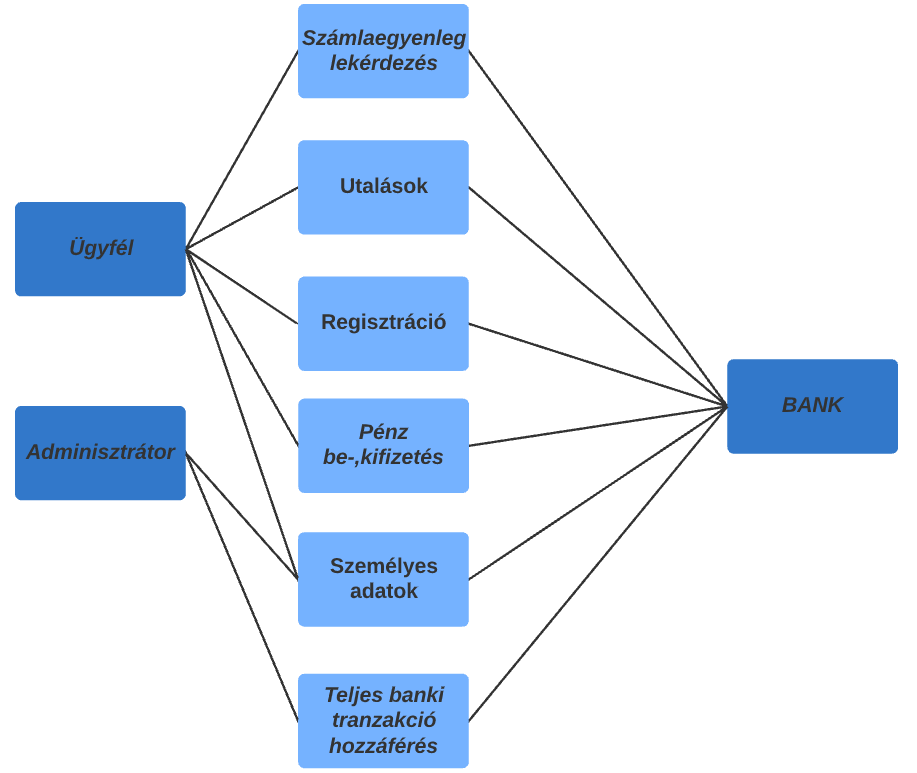 Számlaegyenleg
lekérdezés
Utalások
Ügyfél
Regisztráció
BANK
Pénz
be-,kifizetés
Adminisztrátor
Személyes
adatok
Teljes banki
tranzakció
hozzáférés